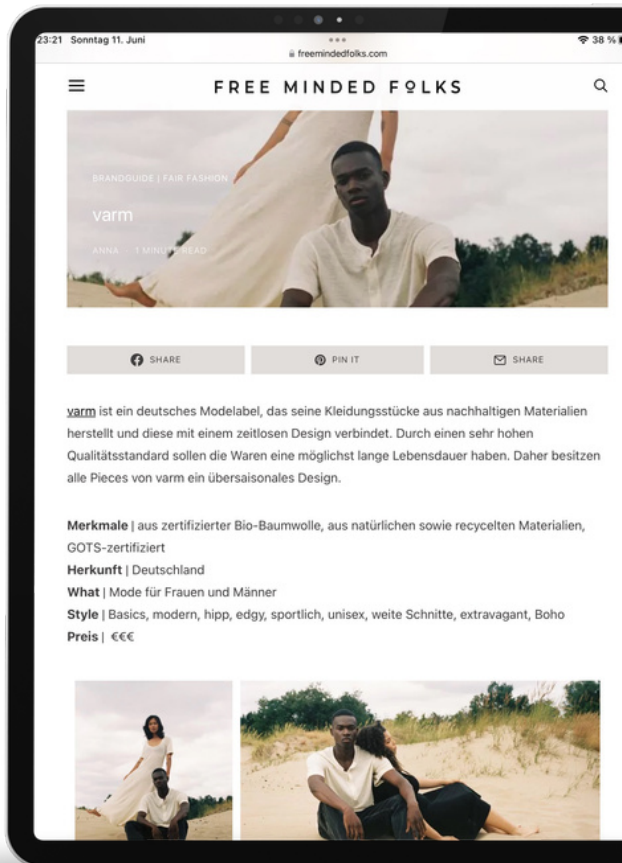 23:21 Sonntag 11. Juni
38 %
freemindedfolks.com
FREE MINDED FOLKS
BRANDGUIDE | FAIR FASHION
varm
ANNA · 1 MINUTE READ
SHARE
PIN IT
SHARE
varm ist ein deutsches Modelabel, das seine Kleidungsstücke aus nachhaltigen Materialien
herstellt und diese mit einem zeitlosen Design verbindet. Durch einen sehr hohen
Qualitätsstandard sollen die Waren eine möglichst lange Lebensdauer haben. Daher besitzen
alle Pieces von varm ein übersaisonales Design.
Merkmale | aus zertifizierter Bio-Baumwolle, aus natürlichen sowie recycelten Materialien,
GOTS-zertifiziert
Herkunft | Deutschland
What | Mode für Frauen und Männer
Style | Basics, modern, hipp, edgy, sportlich, unisex, weite Schnitte, extravagant, Boho
Preis | €€€